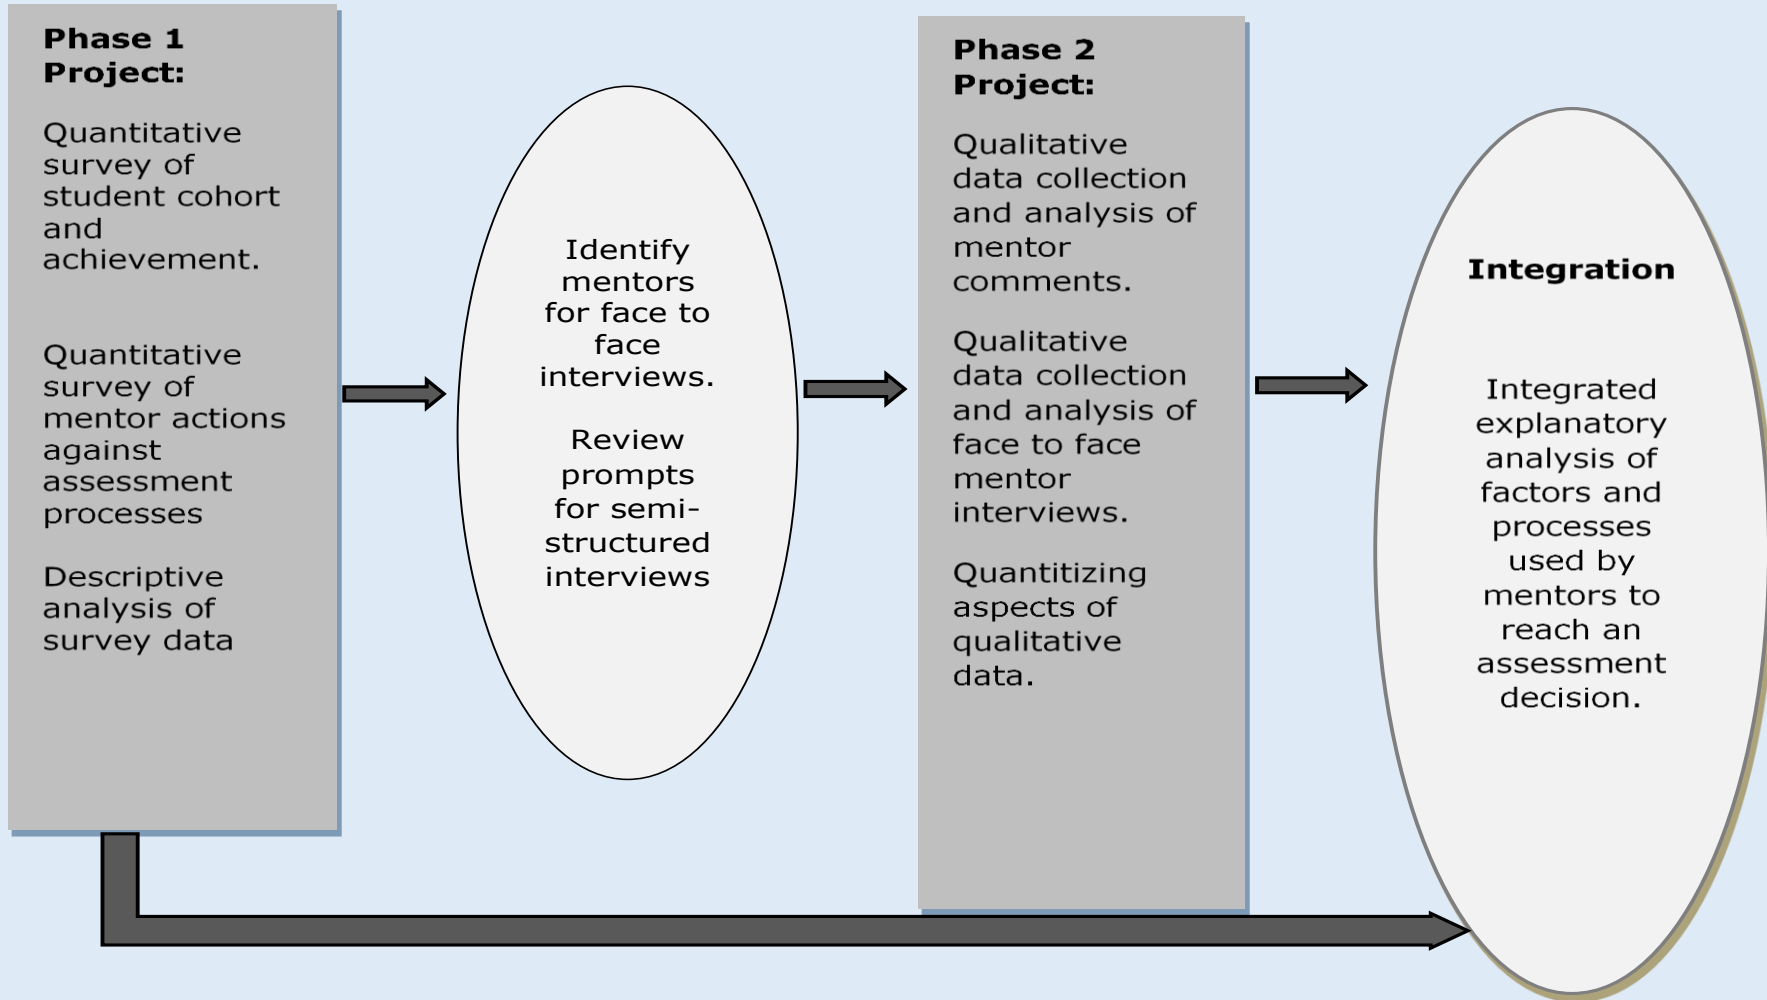 Phase 1
Project:
Quantitative
survey of
student cohort
and
achievement.
Quantitative
survey of
mentor actions
against
assessment
processes
Descriptive
analysis of
survey data
Identify
mentors
for face to
face
interviews.
Review
prompts
for semi-
structured
interviews
Phase 2
Project:
Qualitative
data collection
and analysis of
mentor
comments.
Qualitative
data collection
and analysis of
face to face
mentor
interviews.
Quantitizing
aspects of
qualitative
data.
Integration
Integrated
explanatory
analysis of
factors and
processes
used by
mentors to
reach an
assessment
decision.